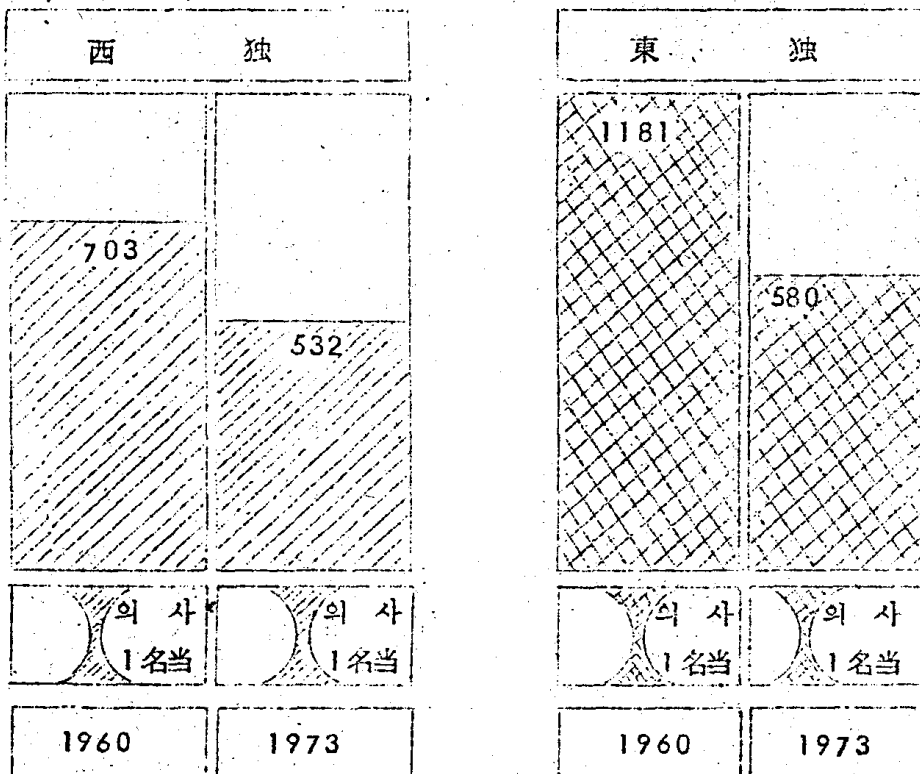 西 独
東 独
703
532
1181
580
의 사
1名当
의 사
1名当
의 사
1名当
의 사
1名当
1960
1973
1960
1973